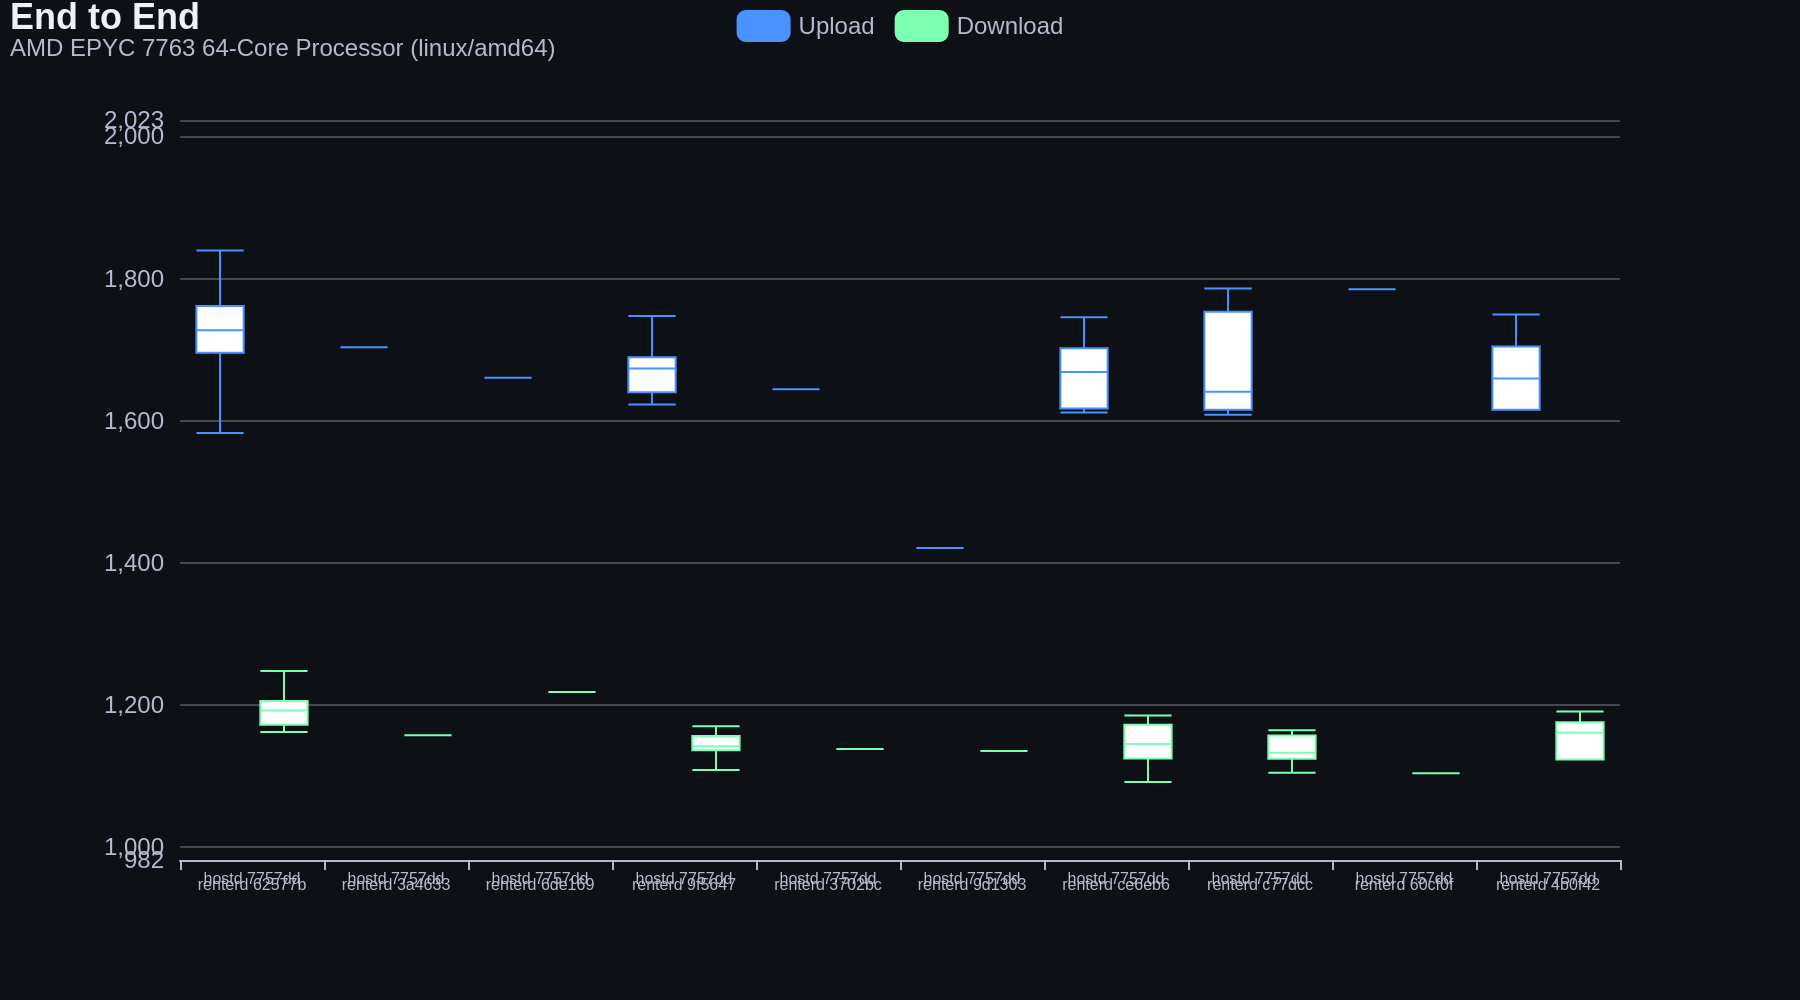 End to End
AMD EPYC 7763 64-Core Processor (linux/amd64)
Upload
Download
2,023
2,000
1,800
1,600
1,400
1,200
1,000
982
hostd 7757dd
renterd 62577b
hostd 7757dd
renterd 3a4633
hostd 7757dd
renterd 6de169
hostd 7757dd
renterd 9f5647
hostd 7757dd
renterd 3702bc
hostd 7757dd
renterd 9d1303
hostd 7757dd
renterd ce6eb6
hostd 7757dd
renterd c77dcc
hostd 7757dd
renterd 60cf0f
hostd 7757dd
renterd 4b0f42